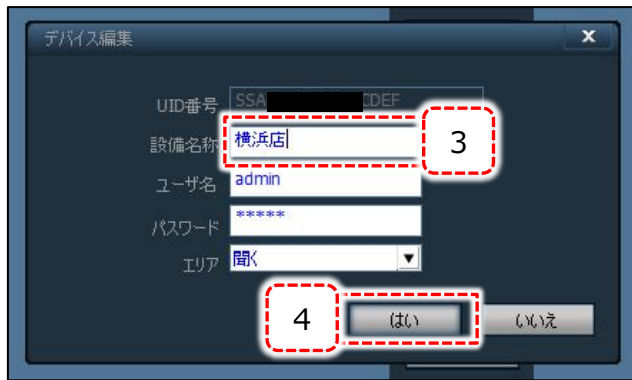 デバイス編集 x
UID番号 SSA CDEF
設備名称 横浜店 3
ユーザ名 admin
パスワード *****
エリア 聞く
4 はい いいえ